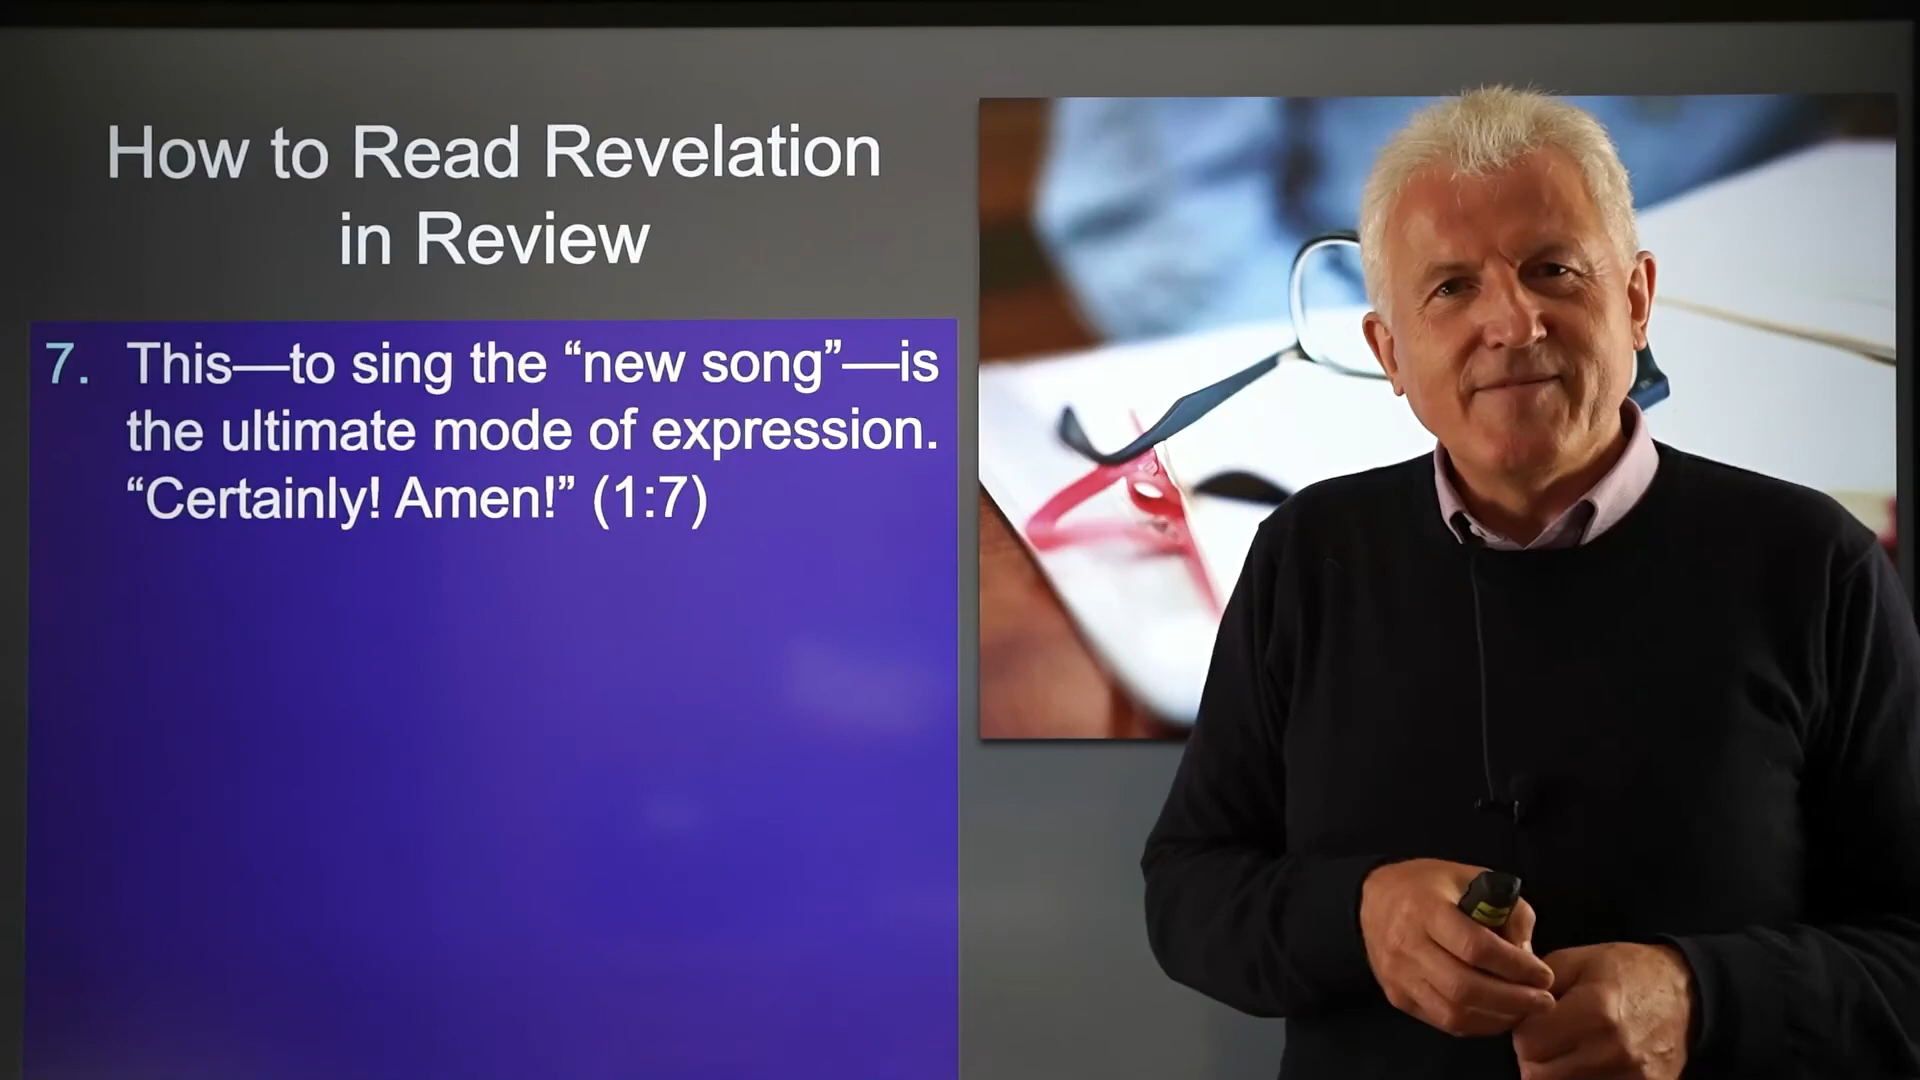 How to Read Revelation
in Review
7. This—to sing the “new song”—is
the ultimate mode of expression.
“Certainly! Amen!” (1:7)